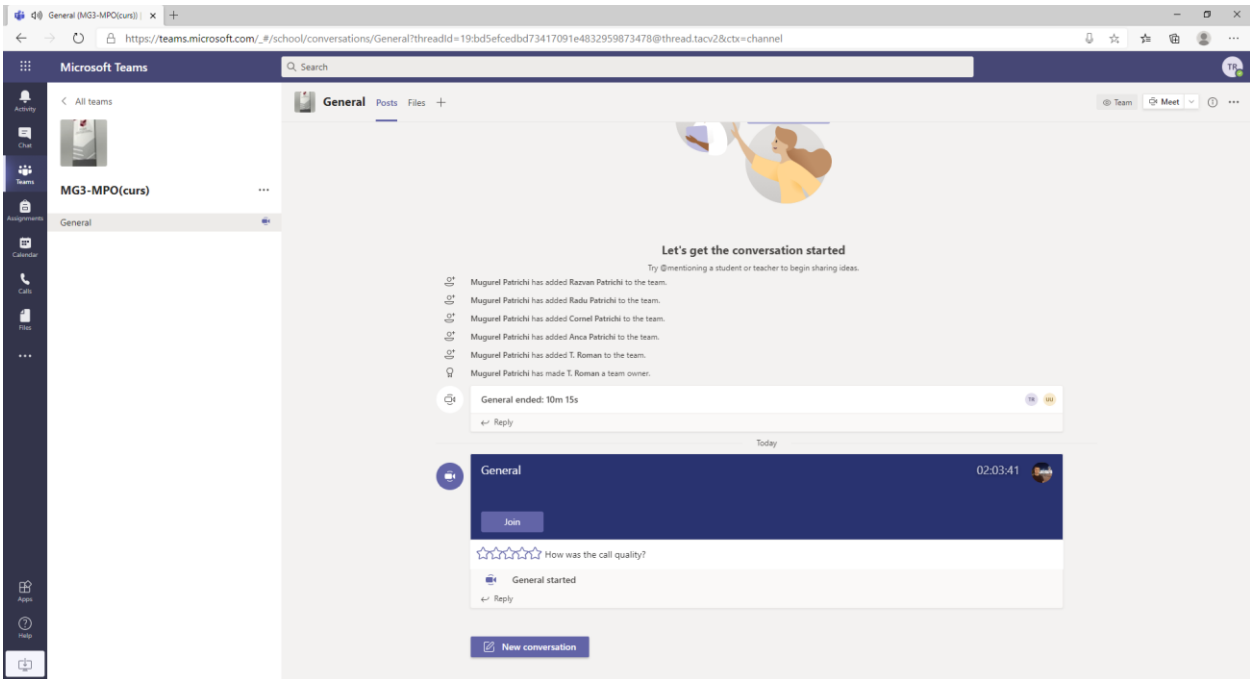 General (MG3-MPO(curs)) |
https://teams.microsoft.com/_#/school/conversations/General?threadId=19:bd5efcedbd73417091e4832959873478@thread.tacv2&ctx=channel
Microsoft Teams
Search
TR
Activity
Chat
Teams
Assignments
Calendar
Calls
Files
Apps
Help
All teams
MG3-MPO(curs)
General
General Posts Files
Team
Meet
Let's get the conversation started
Try @mentioning a student or teacher to begin sharing ideas.
Mugurel Patrichi has added Razvan Patrichi to the team.
Mugurel Patrichi has added Radu Patrichi to the team.
Mugurel Patrichi has added Cornel Patrichi to the team.
Mugurel Patrichi has added Anca Patrichi to the team.
Mugurel Patrichi has added T. Roman to the team.
Mugurel Patrichi has made T. Roman a team owner.
General ended: 10m 15s
TR UU
Reply
Today
General 02:03:41
Join
How was the call quality?
General started
Reply
New conversation